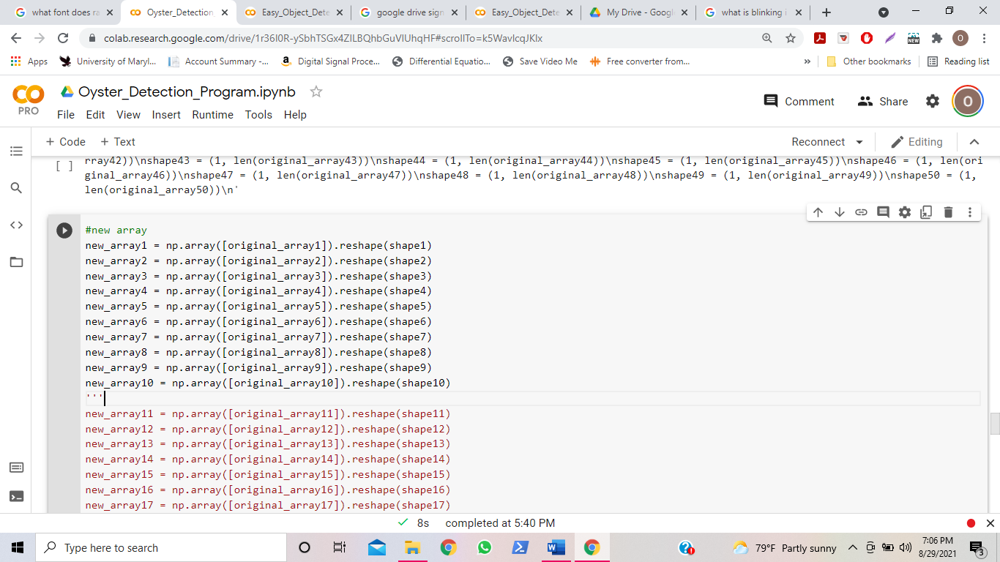 what font does ra
Oyster_Detection
Easy_Object_Dete
google drive sign
Easy_Object_Dete
My Drive - Googl
what is blinking i
colab.research.google.com/drive/1r36I0R-ySbhTSGx4ZILBQhbGuVlUhqHF#scrollTo=k5WavIcqJKlx
NEW
O
Apps
University of Maryl...
Account Summary -...
Digital Signal Proce...
Differential Equatio...
Save Video Me
Free converter from...
»
Other bookmarks
Reading list
PRO
Oyster_Detection_Program.ipynb
Comment
Share
O
File Edit View Insert Runtime Tools Help
+ Code + Text
Reconnect
Editing
[ ]
rray42))\nshape43 = (1, len(original_array43))\nshape44 = (1, len(original_array44))\nshape45 = (1, len(original_array45))\nshape46 = (1, len(ori
ginal_array46))\nshape47 = (1, len(original_array47))\nshape48 = (1, len(original_array48))\nshape49 = (1, len(original_array49))\nshape50 = (1,
len(original_array50))\n'
#new array
new_array1 = np.array([original_array1]).reshape(shape1)
new_array2 = np.array([original_array2]).reshape(shape2)
new_array3 = np.array([original_array3]).reshape(shape3)
new_array4 = np.array([original_array4]).reshape(shape4)
new_array5 = np.array([original_array5]).reshape(shape5)
new_array6 = np.array([original_array6]).reshape(shape6)
new_array7 = np.array([original_array7]).reshape(shape7)
new_array8 = np.array([original_array8]).reshape(shape8)
new_array9 = np.array([original_array9]).reshape(shape9)
new_array10 = np.array([original_array10]).reshape(shape10)
'''
new_array11 = np.array([original_array11]).reshape(shape11)
new_array12 = np.array([original_array12]).reshape(shape12)
new_array13 = np.array([original_array13]).reshape(shape13)
new_array14 = np.array([original_array14]).reshape(shape14)
new_array15 = np.array([original_array15]).reshape(shape15)
new_array16 = np.array([original_array16]).reshape(shape16)
new_array17 = np.array([original_array17]).reshape(shape17)
8s completed at 5:40 PM
Type here to search
79°F Partly sunny
7:06 PM
8/29/2021
3